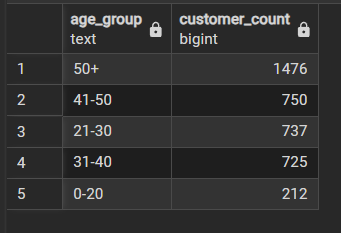 age_group customer_count
text bigint
1 50+ 1476
2 41-50 750
3 21-30 737
4 31-40 725
5 0-20 212